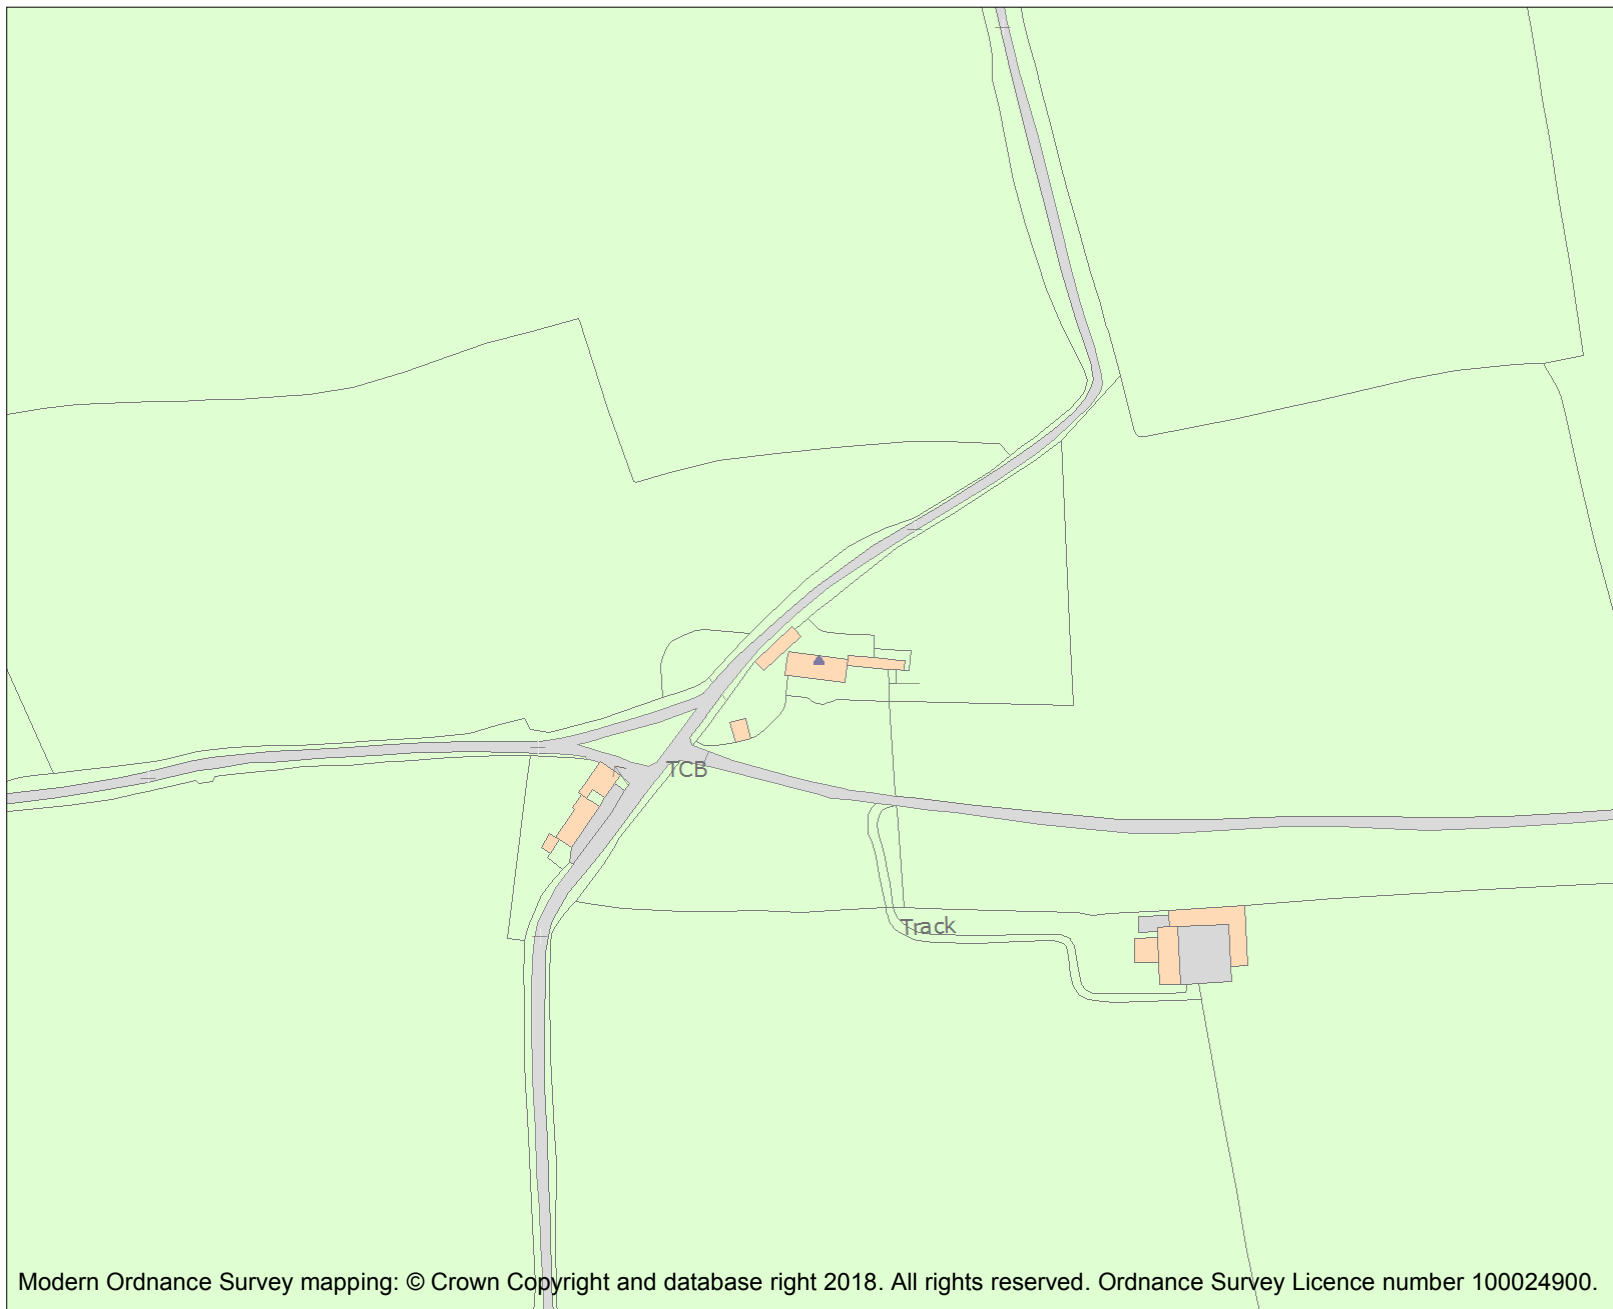 TCB
Track
Modern Ordnance Survey mapping: © Crown Copyright and database right 2018. All rights reserved. Ordnance Survey Licence number 100024900.